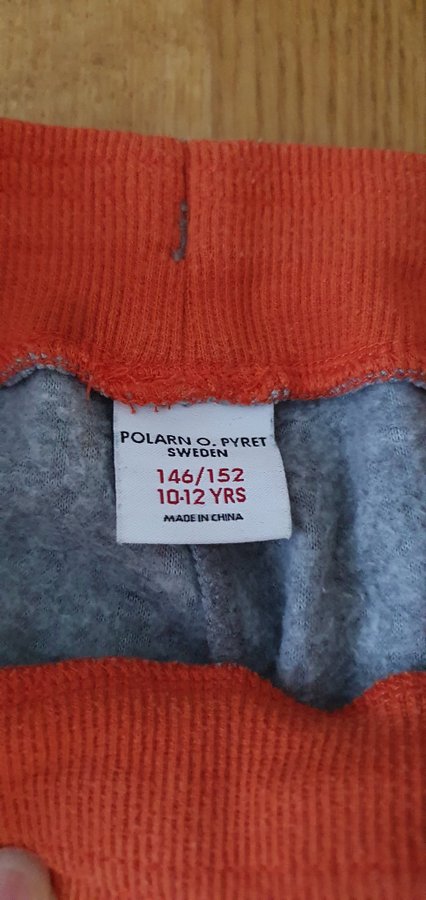 POLARN O. PYRET
SWEDEN
146/152
10-12 YRS
MADE IN CHINA